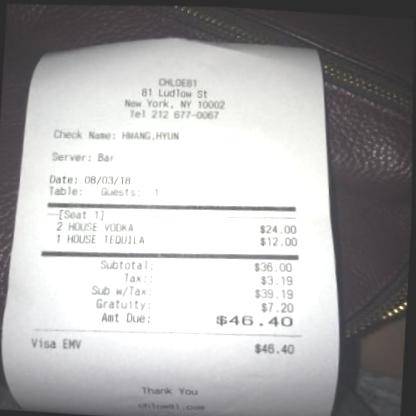 CHLOE81
81 Ludlow St
New York, NY 10002
Tel 212 677-0067
Check Name: HWANG,HYUN
Server: Bar
Date: 08/03/18
Table: Guests: 1
[Seat 1]
2 HOUSE VODKA $24.00
1 HOUSE TEQUILA $12.00
Subtotal: $36.00
Tax:: $3.19
Sub w/Tax: $39.19
Gratuity: $7.20
Amt Due: $46.40
Visa EMV $46.40
Thank You
chloe81.com